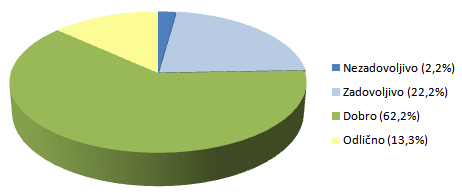 Nezadovoljivo (2,2%)
Zadovoljivo (22,2%)
Dobro (62,2%)
Odlično (13,3%)